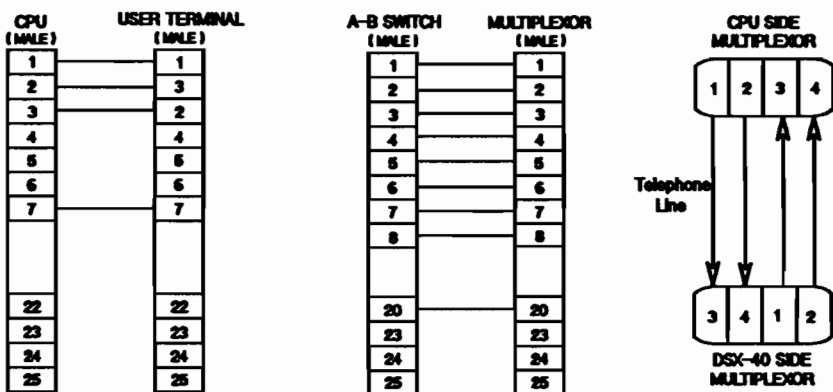 CPU
( MALE )
1
2
3
4
5
6
7
22
23
24
25
USER TERMINAL
( MALE )
1
3
2
4
5
6
7
22
23
24
25
A-B SWITCH
( MALE )
1
2
3
4
5
6
7
8
20
23
24
25
MULTIPLEXOR
( MALE )
1
2
3
4
5
6
7
8
20
23
24
25
CPU SIDE
MULTIPLEXOR
1 2 3 4
Telephone
Line
3 4 1 2
DSX-40 SIDE
MULTIPLEXOR